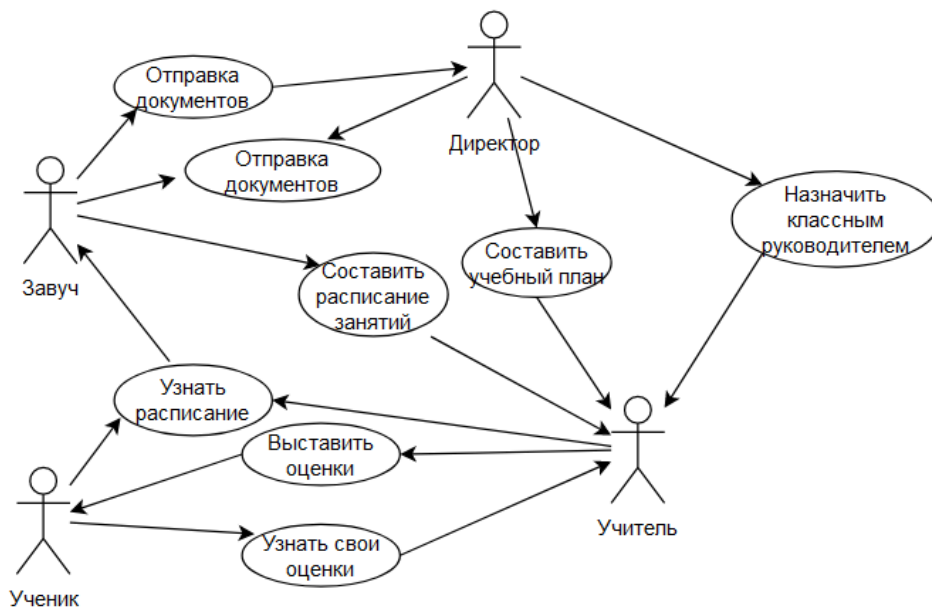 Отправка
документов
Директор
Отправка
документов
Назначить
классным
руководителем
Завуч
Составить
учебный план
Составить
расписание
занятий
Узнать
расписание
Выставить
оценки
Учитель
Узнать свои
оценки
Ученик